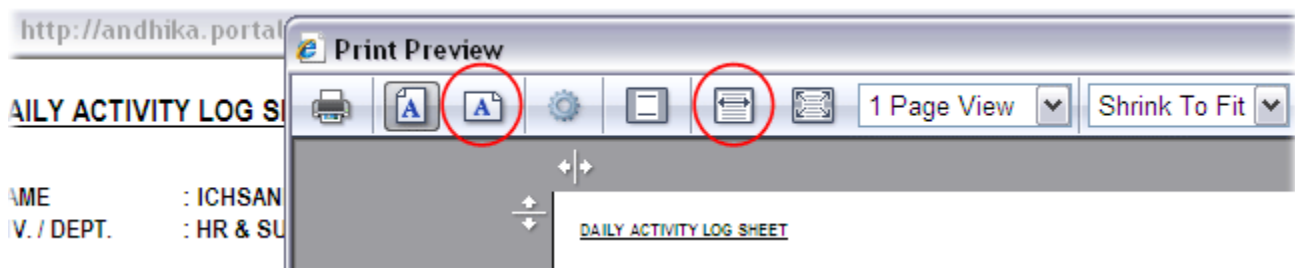 http://andhika.portal
Print Preview
A A 1 Page View Shrink To Fit
AILY ACTIVITY LOG S
AME : ICHSAN
V. / DEPT. : HR & SU
DAILY ACTIVITY LOG SHEET